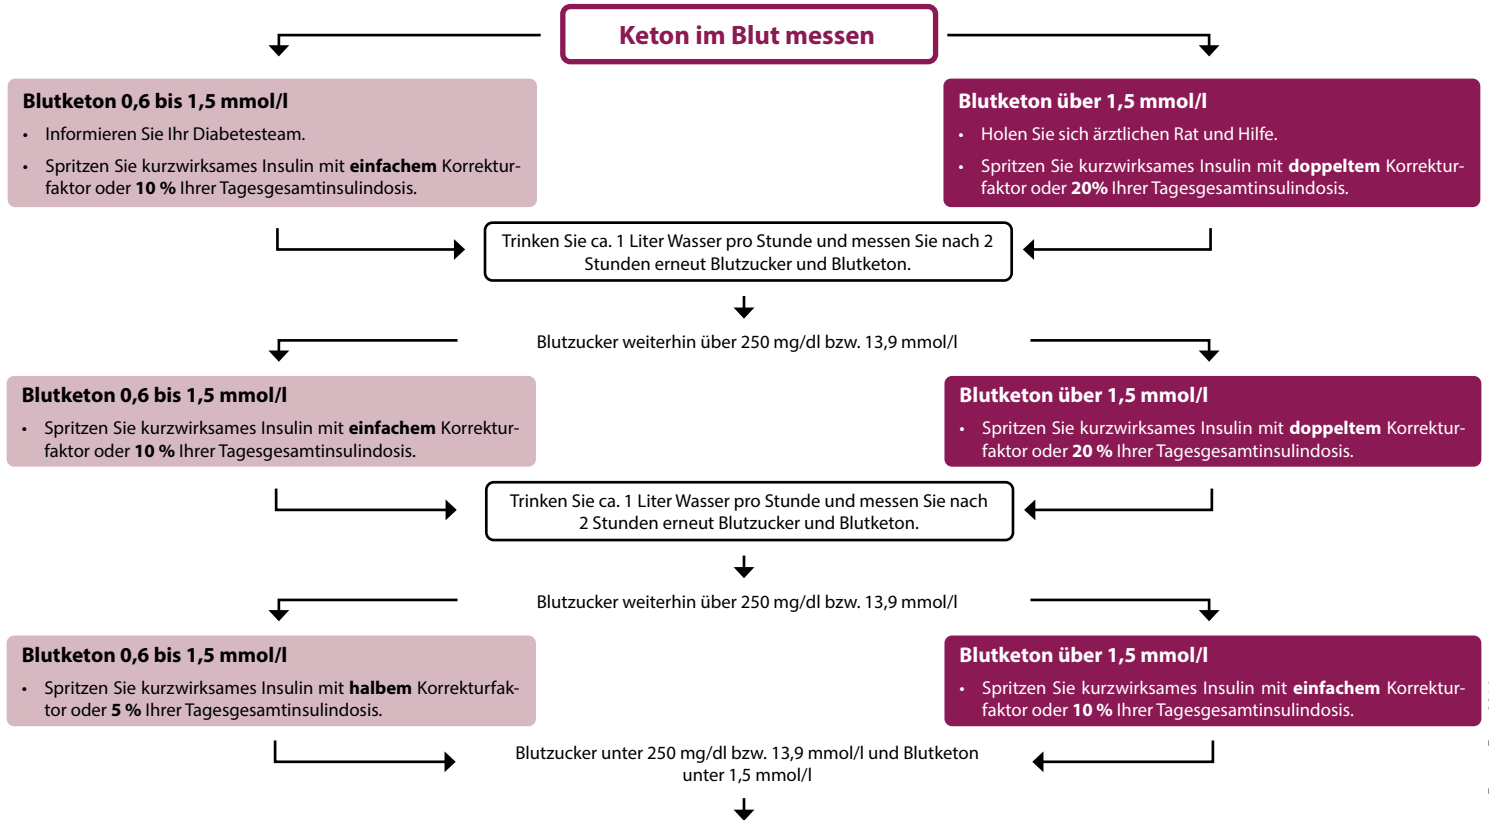 Keton im Blut messen
Blutketon 0,6 bis 1,5 mmol/l
• Informieren Sie Ihr Diabetesteam.
• Spritzen Sie kurzwirksames Insulin mit einfachem Korrektur-
faktor oder 10 % Ihrer Tagesgesamtinsulindosis.
Blutketon über 1,5 mmol/l
• Holen Sie sich ärztlichen Rat und Hilfe.
• Spritzen Sie kurzwirksames Insulin mit doppeltem Korrektur-
faktor oder 20% Ihrer Tagesgesamtinsulindosis.
Trinken Sie ca. 1 Liter Wasser pro Stunde und messen Sie nach 2
Stunden erneut Blutzucker und Blutketon.
Blutzucker weiterhin über 250 mg/dl bzw. 13,9 mmol/l
Blutketon 0,6 bis 1,5 mmol/l
• Spritzen Sie kurzwirksames Insulin mit einfachem Korrektur-
faktor oder 10 % Ihrer Tagesgesamtinsulindosis.
Blutketon über 1,5 mmol/l
• Spritzen Sie kurzwirksames Insulin mit doppeltem Korrektur-
faktor oder 20 % Ihrer Tagesgesamtinsulindosis.
Trinken Sie ca. 1 Liter Wasser pro Stunde und messen Sie nach
2 Stunden erneut Blutzucker und Blutketon.
Blutzucker weiterhin über 250 mg/dl bzw. 13,9 mmol/l
Blutketon 0,6 bis 1,5 mmol/l
• Spritzen Sie kurzwirksames Insulin mit halbem Korrekturfak-
tor oder 5 % Ihrer Tagesgesamtinsulindosis.
Blutketon über 1,5 mmol/l
• Spritzen Sie kurzwirksames Insulin mit einfachem Korrektur-
faktor oder 10 % Ihrer Tagesgesamtinsulindosis.
Blutzucker unter 250 mg/dl bzw. 13,9 mmol/l und Blutketon
unter 1,5 mmol/l